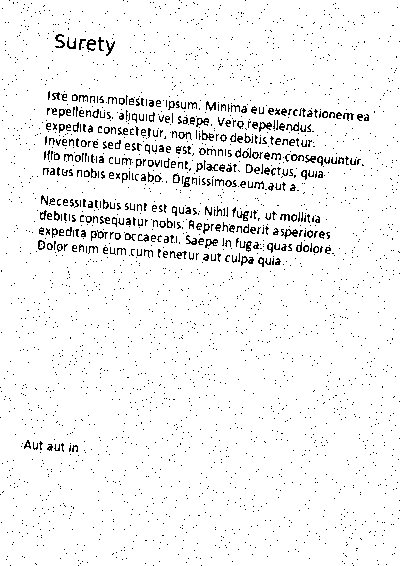 Surety
Iste omnis molestiae ipsum. Minima eu exercitationem ea
repellendus. aliquid vel saepe. Vero repellendus.
expedita consectetur, non libero debitis tenetur.
Inventore sed est quae est, omnis dolorem consequuntur.
Illo mollitia cum provident, placeat. Delectus, quia
natus nobis explicabo. Dignissimos eum aut a.
Necessitatibus sunt est quas. Nihil fugit, ut mollitia
debitis consequatur nobis. Reprehenderit asperiores
expedita porro occaecati. Saepe in fuga. quas dolore.
Dolor enim eum cum tenetur aut culpa quia.
Aut aut in